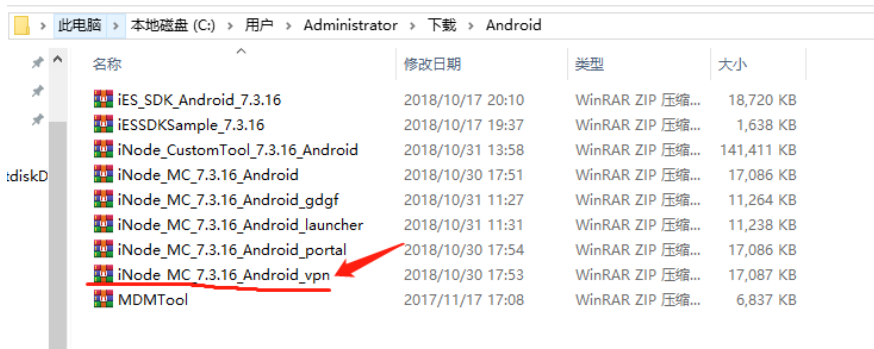 此电脑 > 本地磁盘 (C:) > 用户 > Administrator > 下载 > Android
名称 修改日期 类型 大小
iES_SDK_Android_7.3.16 2018/10/17 20:10 WinRAR ZIP 压缩... 18,720 KB
iESSDKSample_7.3.16 2018/10/17 19:37 WinRAR ZIP 压缩... 1,638 KB
iNode_CustomTool_7.3.16_Android 2018/10/31 13:58 WinRAR ZIP 压缩... 141,411 KB
iNode_MC_7.3.16_Android 2018/10/30 17:51 WinRAR ZIP 压缩... 17,086 KB
tdiskD
iNode_MC_7.3.16_Android_gdgf 2018/10/31 11:27 WinRAR ZIP 压缩... 11,264 KB
iNode_MC_7.3.16_Android_launcher 2018/10/31 11:31 WinRAR ZIP 压缩... 11,238 KB
iNode_MC_7.3.16_Android_portal 2018/10/30 17:54 WinRAR ZIP 压缩... 17,086 KB
iNode_MC_7.3.16_Android_vpn 2018/10/30 17:53 WinRAR ZIP 压缩... 17,087 KB
MDMTool 2017/11/17 17:08 WinRAR ZIP 压缩... 6,837 KB